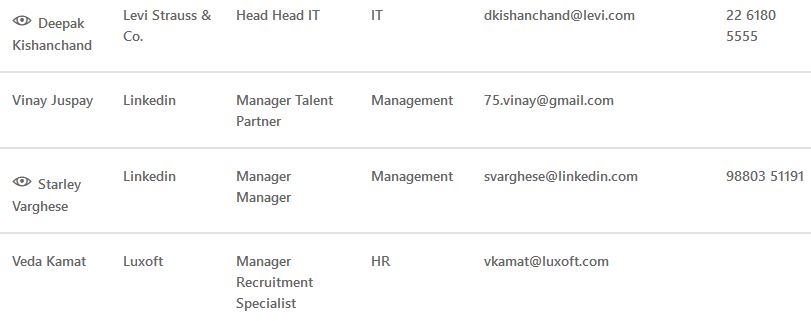 Deepak Kishanchand Levi Strauss & Co. Head Head IT IT dkishanchand@levi.com 22 6180 5555
Vinay Juspay Linkedin Manager Talent Partner Management 75.vinay@gmail.com
Starley Varghese Linkedin Manager Manager Management svarghese@linkedin.com 98803 51191
Veda Kamat Luxoft Manager Recruitment Specialist HR vkamat@luxoft.com